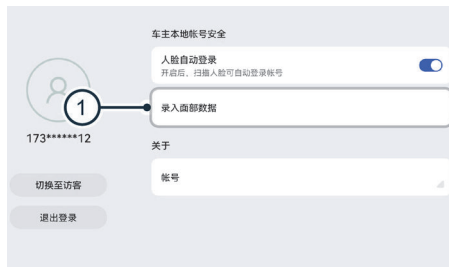 车主本地帐号安全
人脸自动登录
开启后，扫描人脸可自动登录帐号
1
录入面部数据
173******12
关于
帐号
切换至访客
退出登录